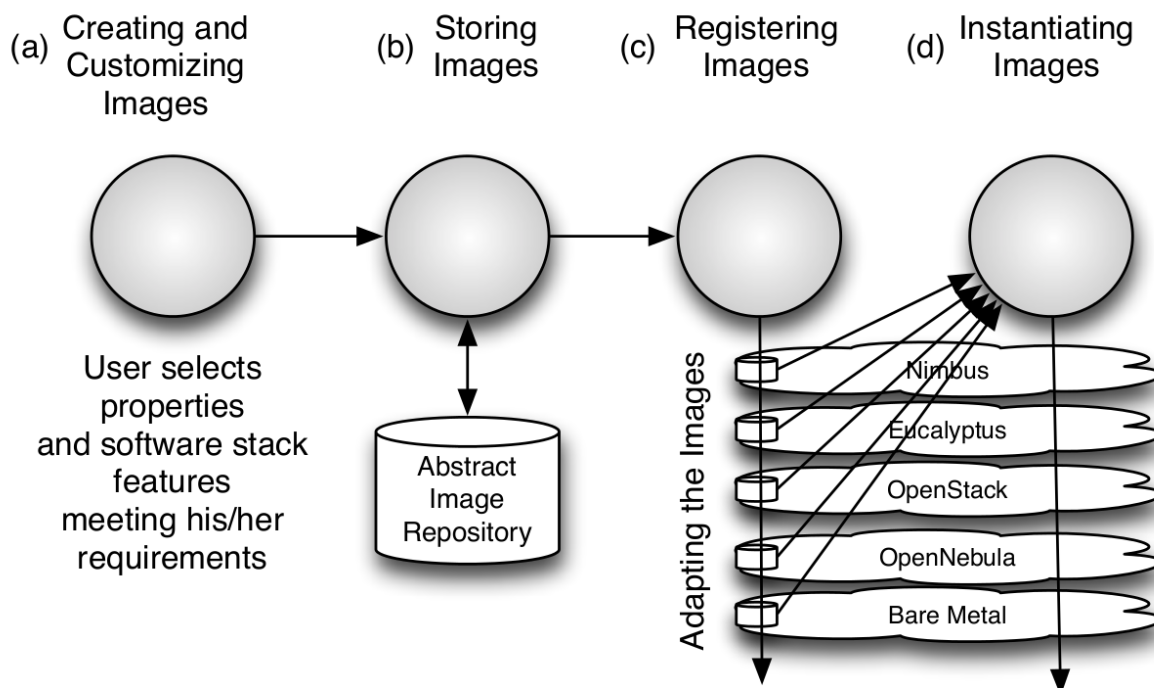 (a) Creating and
Customizing
Images
(b) Storing
Images
(c) Registering
Images
(d) Instantiating
Images
User selects
properties
and software stack
features
meeting his/her
requirements
Abstract
Image
Repository
Adapting the Images
Nimbus
Eucalyptus
OpenStack
OpenNebula
Bare Metal